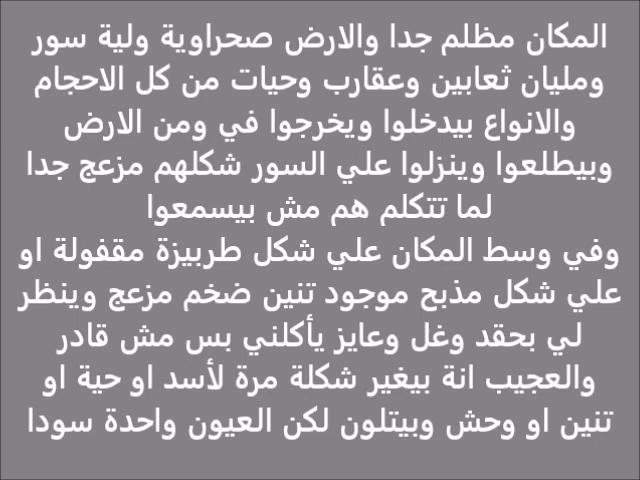 المكان مظلم جدا والارض صحراوية ولية سور
ومليان ثعابين وعقارب وحيات من كل الاحجام
والانواع بيدخلوا ويخرجوا في ومن الارض
وبيطلعوا وينزلوا علي السور شكلهم مزعج جدا
لما تتكلم هم مش بيسمعوا
وفي وسط المكان علي شكل طربيزة مقفولة او
علي شكل مذبح موجود تنين ضخم مزعج وينظر
لي بحقد وغل وعايز يأكلني بس مش قادر
والعجيب انة بيغير شكلة مرة لأسد او حية او
تنين او وحش وبيتلون لكن العيون واحدة سودا